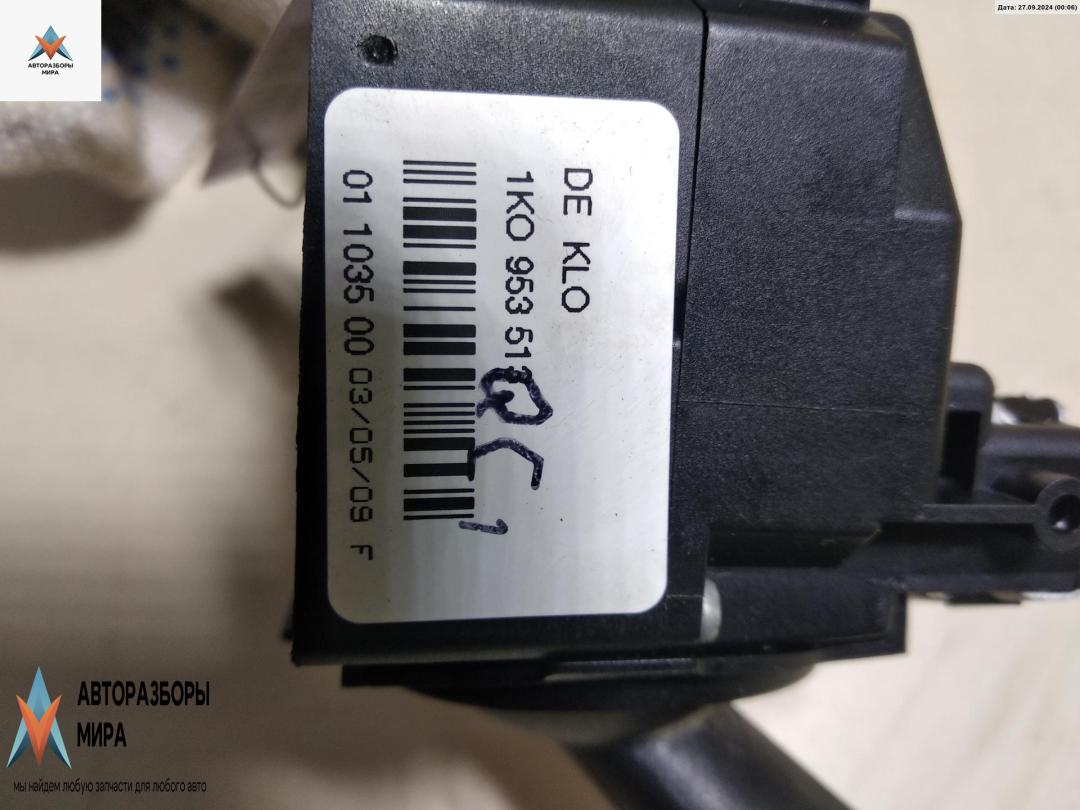 Дата: 27.09.2024 (00:06)
АВТОРАЗБОРЫ
МИРА
DE KLO
1K0 953 513
01 1035 00 03/05/09 F
АВТОРАЗБОРЫ
МИРА
мы найдем любую запчасти для любого авто